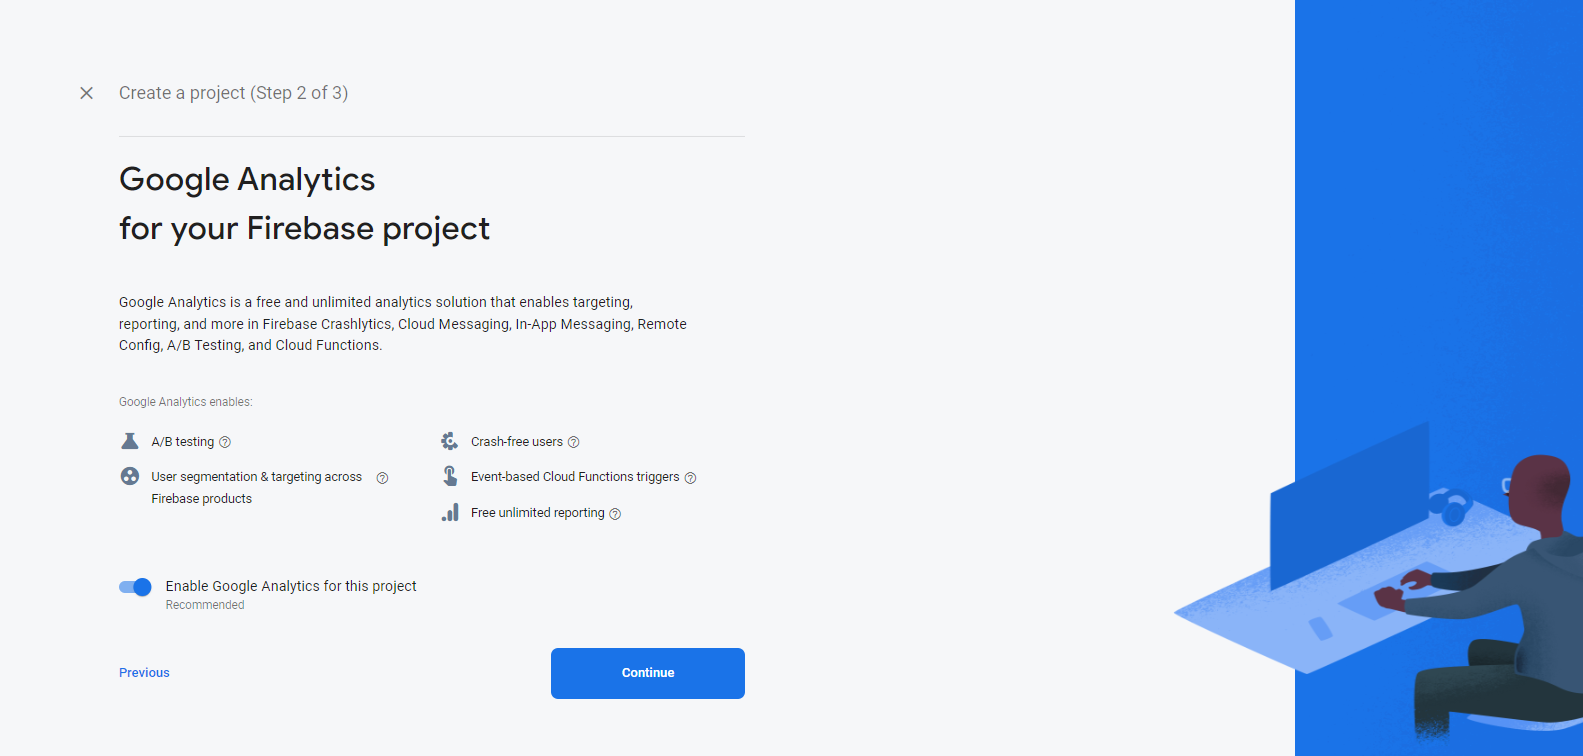 Create a project (Step 2 of 3)
Google Analytics
for your Firebase project
Google Analytics is a free and unlimited analytics solution that enables targeting,
reporting, and more in Firebase Crashlytics, Cloud Messaging, In-App Messaging, Remote
Config, A/B Testing, and Cloud Functions.
Google Analytics enables:
A/B testing
User segmentation & targeting across
Firebase products
Crash-free users
Event-based Cloud Functions triggers
Free unlimited reporting
Enable Google Analytics for this project
Recommended
Previous
Continue